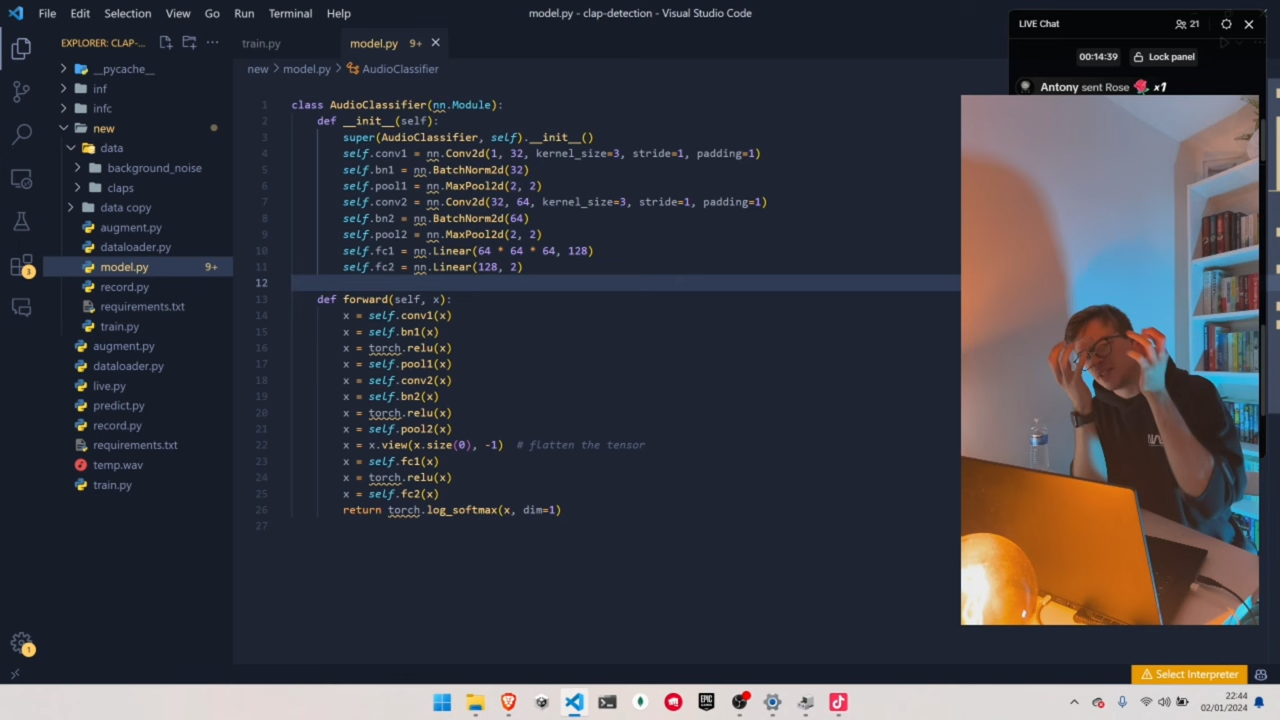 File Edit Selection View Go Run Terminal Help
model.py - clap-detection - Visual Studio Code
EXPLORER: CLAP-...
__pycache__
inf
infc
new
data
background_noise
claps
data copy
augment.py
dataloader.py
model.py 9+
record.py
requirements.txt
train.py
augment.py
dataloader.py
live.py
predict.py
record.py
requirements.txt
temp.wav
train.py
3
1
train.py model.py 9+
new > model.py > AudioClassifier
1 class AudioClassifier(nn.Module):
2 def __init__(self):
3 super(AudioClassifier, self).__init__()
4 self.conv1 = nn.Conv2d(1, 32, kernel_size=3, stride=1, padding=1)
5 self.bn1 = nn.BatchNorm2d(32)
6 self.pool1 = nn.MaxPool2d(2, 2)
7 self.conv2 = nn.Conv2d(32, 64, kernel_size=3, stride=1, padding=1)
8 self.bn2 = nn.BatchNorm2d(64)
9 self.pool2 = nn.MaxPool2d(2, 2)
10 self.fc1 = nn.Linear(64 * 64 * 64, 128)
11 self.fc2 = nn.Linear(128, 2)
12
13 def forward(self, x):
14 x = self.conv1(x)
15 x = self.bn1(x)
16 x = torch.relu(x)
17 x = self.pool1(x)
18 x = self.conv2(x)
19 x = self.bn2(x)
20 x = torch.relu(x)
21 x = self.pool2(x)
22 x = x.view(x.size(0), -1) # flatten the tensor
23 x = self.fc1(x)
24 x = torch.relu(x)
25 x = self.fc2(x)
26 return torch.log_softmax(x, dim=1)
27
LIVE Chat 21
00:14:39 Lock panel
Antony sent Rose x1
Select Interpreter
EPIC GAMES
22:44
02/01/2024